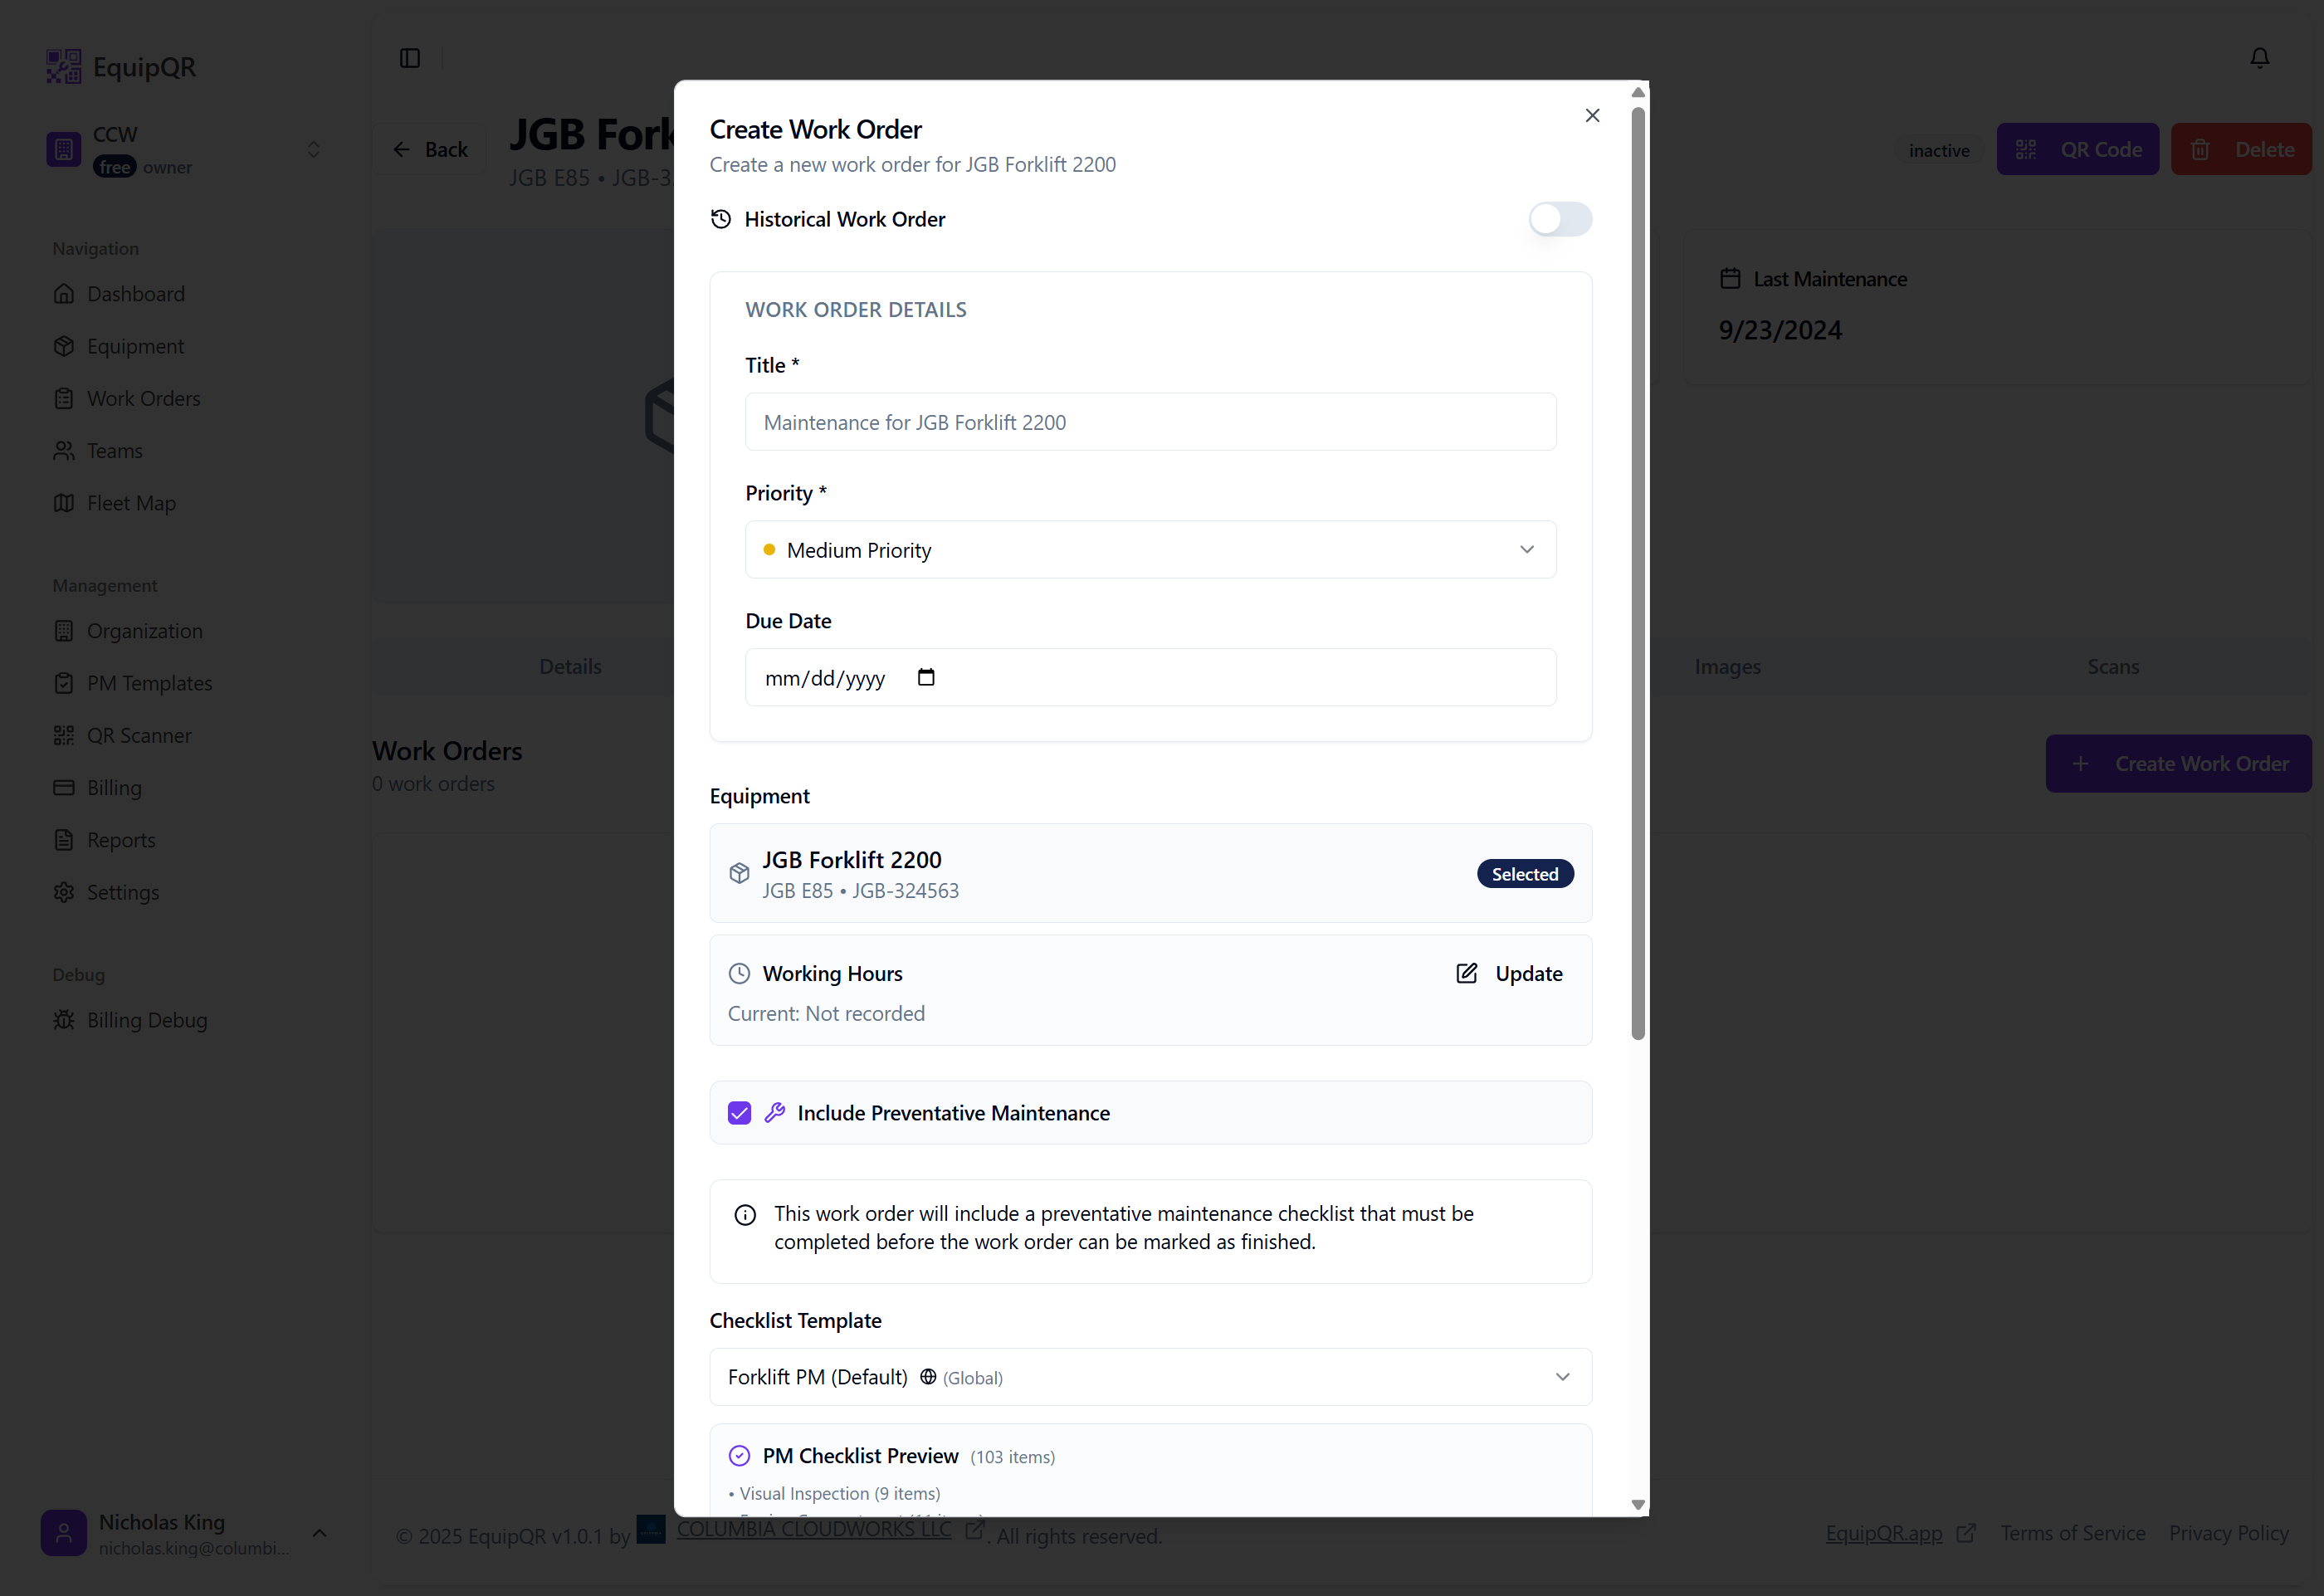 EquipQR
CCW
free owner
Navigation
Dashboard
Equipment
Work Orders
Teams
Fleet Map
Management
Organization
PM Templates
QR Scanner
Billing
Reports
Settings
Debug
Billing Debug
Nicholas King
nicholas.king@columbi...
Back
JGB Fork
JGB E85 • JGB-3
inactive
QR Code
Delete
Last Maintenance
9/23/2024
Details
Images
Scans
Work Orders
0 work orders
Create Work Order
Create Work Order
Create a new work order for JGB Forklift 2200
Historical Work Order
WORK ORDER DETAILS
Title *
Maintenance for JGB Forklift 2200
Priority *
Medium Priority
Due Date
mm/dd/yyyy
Equipment
JGB Forklift 2200
JGB E85 • JGB-324563
Selected
Working Hours
Update
Current: Not recorded
Include Preventative Maintenance
This work order will include a preventative maintenance checklist that must be
completed before the work order can be marked as finished.
Checklist Template
Forklift PM (Default) (Global)
PM Checklist Preview (103 items)
• Visual Inspection (9 items)
© 2025 EquipQR v1.0.1 by COLUMBIA CLOUDWORKS LLC . All rights reserved.
EquipQR.app
Terms of Service
Privacy Policy